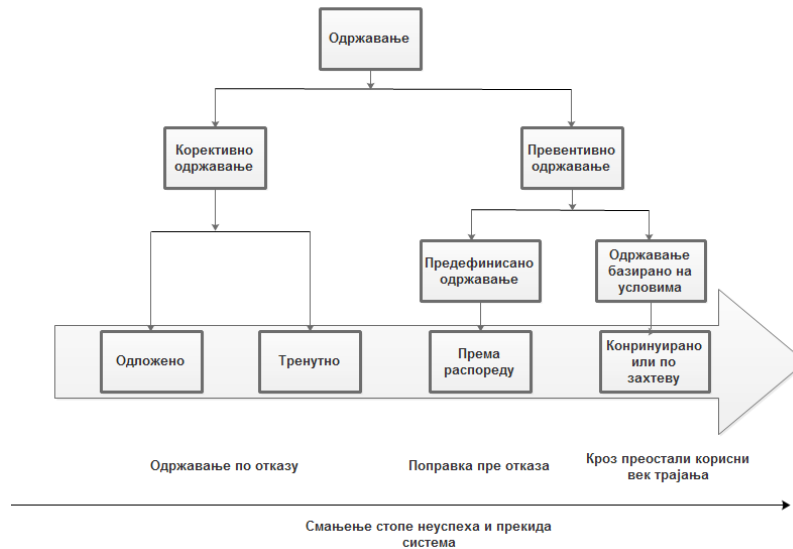 Одржавање
Корективно
одржавање
Превентивно
одржавање
Предефинисано
одржавање
Одржавање
базирано на
условима
Одложено
Тренутно
Према
распореду
Конринуирано
или по
захтеву
Одржавање по отказу
Поправка пре отказа
Кроз преостали корисни
век трајања
Смањење стопе неуспеха и прекида
система